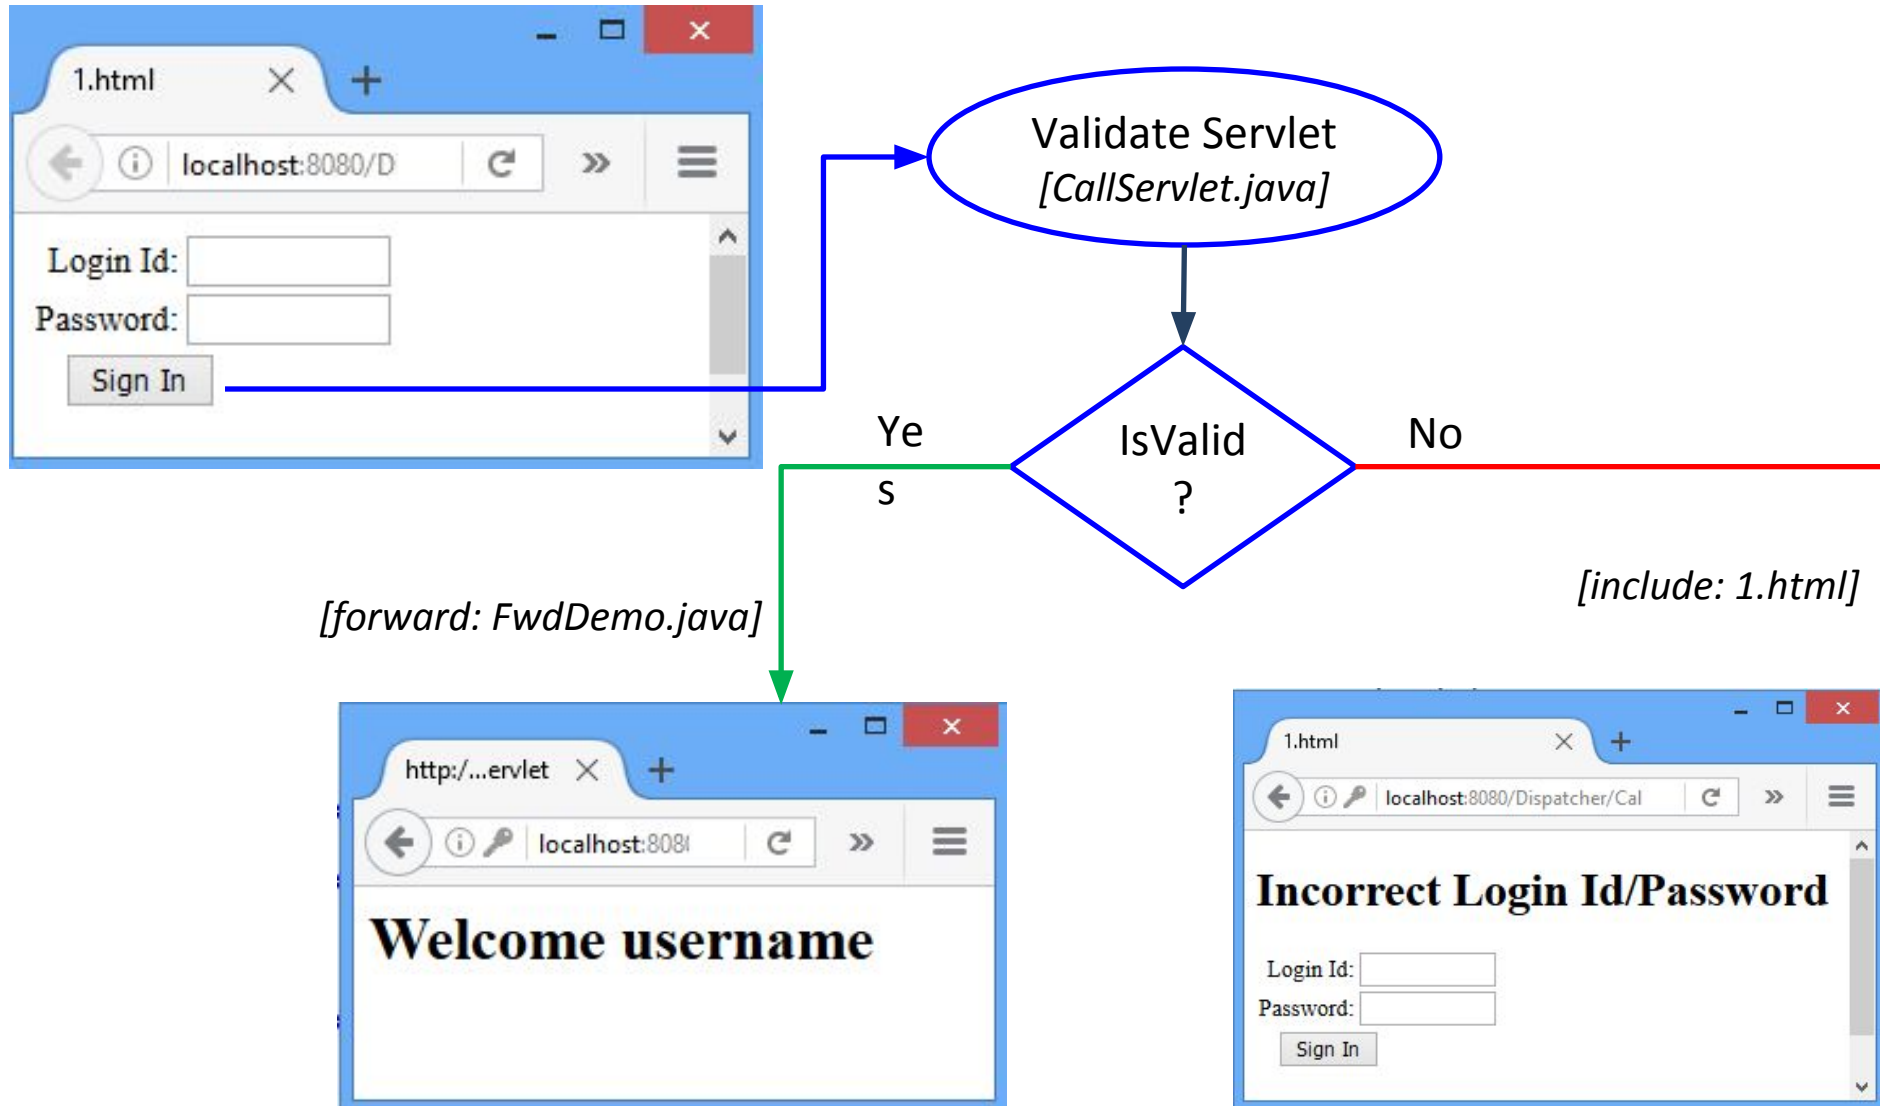 1.html
localhost:8080/D
Login Id:
Password:
Sign In
Validate Servlet
[CallServlet.java]
IsValid
?
Ye
s
No
[forward: FwdDemo.java]
[include: 1.html]
http:/...ervlet
localhost:808
Welcome username
1.html
localhost:8080/Dispatcher/Cal
Incorrect Login Id/Password
Login Id:
Password:
Sign In